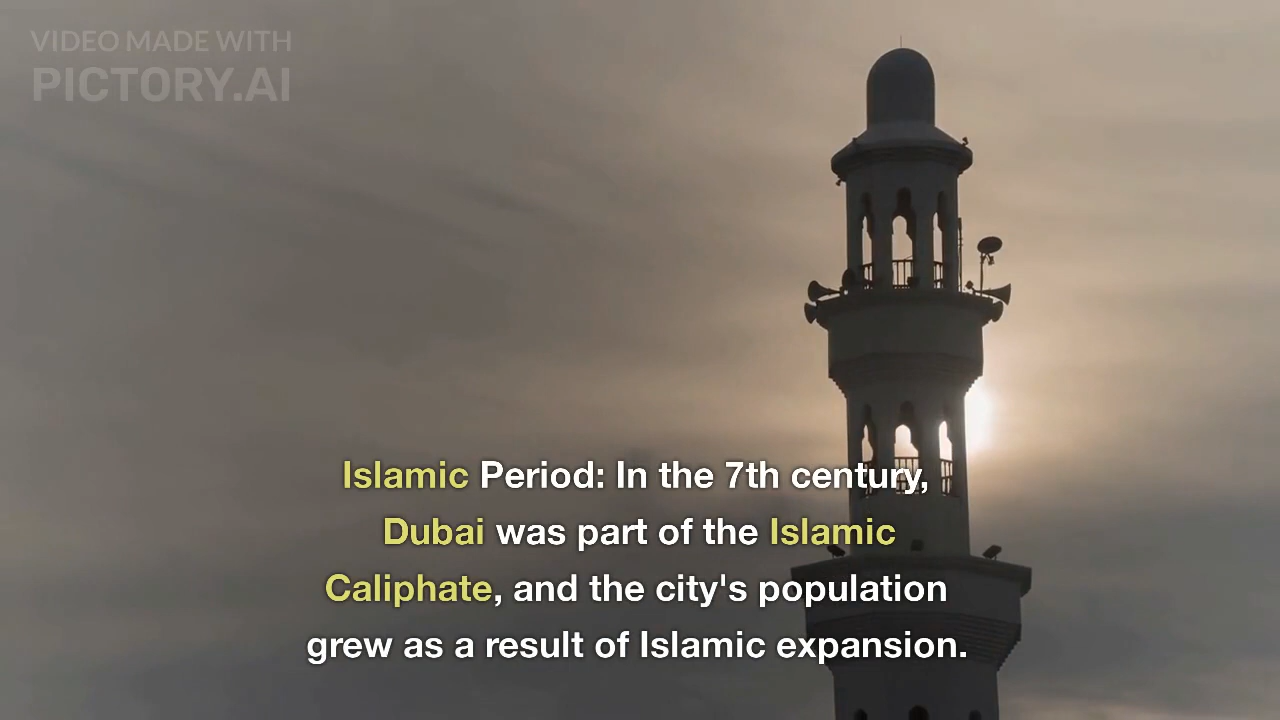 VIDEO MADE WITH
PICTORY.AI
Islamic Period: In the 7th century,
Dubai was part of the Islamic
Caliphate, and the city's population
grew as a result of Islamic expansion.